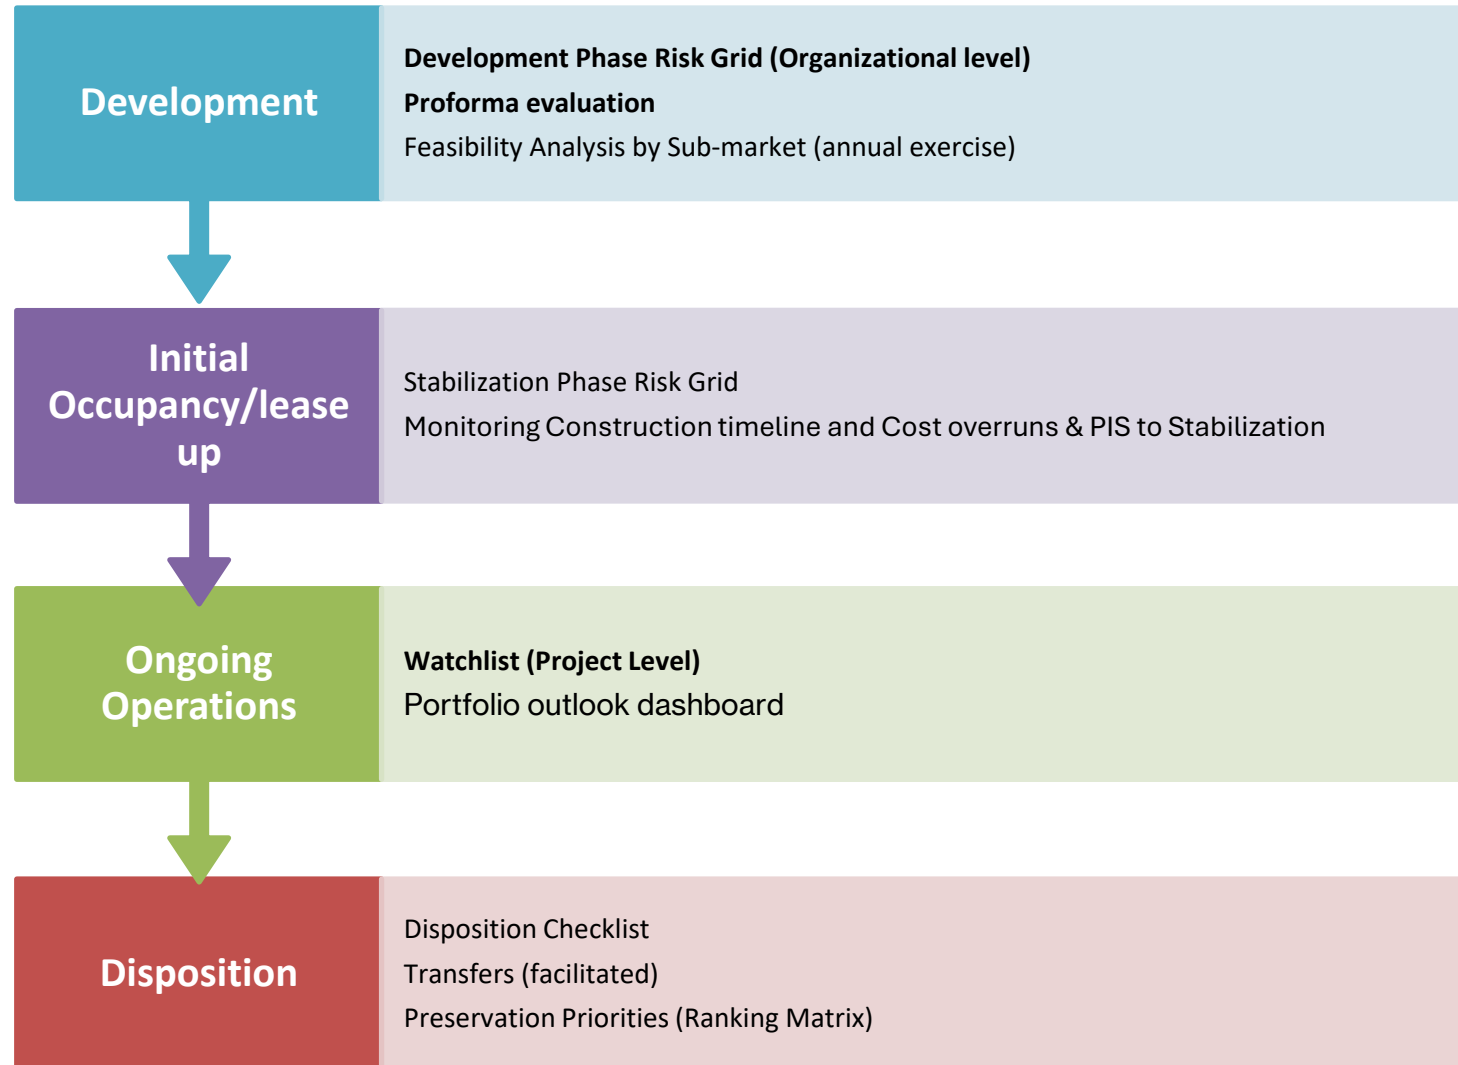 Development
Development Phase Risk Grid (Organizational level)
Proforma evaluation
Feasibility Analysis by Sub-market (annual exercise)
Initial
Occupancy/lease
up
Stabilization Phase Risk Grid
Monitoring Construction timeline and Cost overruns & PIS to Stabilization
Ongoing
Operations
Watchlist (Project Level)
Portfolio outlook dashboard
Disposition
Disposition Checklist
Transfers (facilitated)
Preservation Priorities (Ranking Matrix)